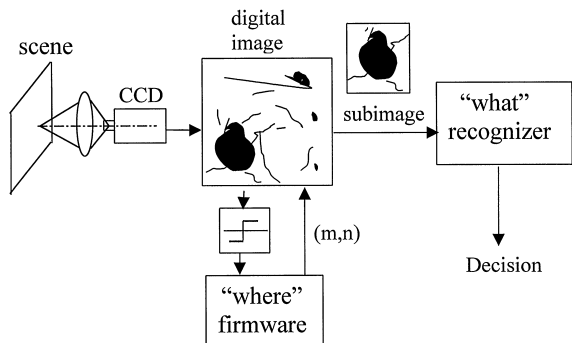 scene
CCD
digital
image
subimage
“what”
recognizer
(m,n)
Decision
“where”
firmware